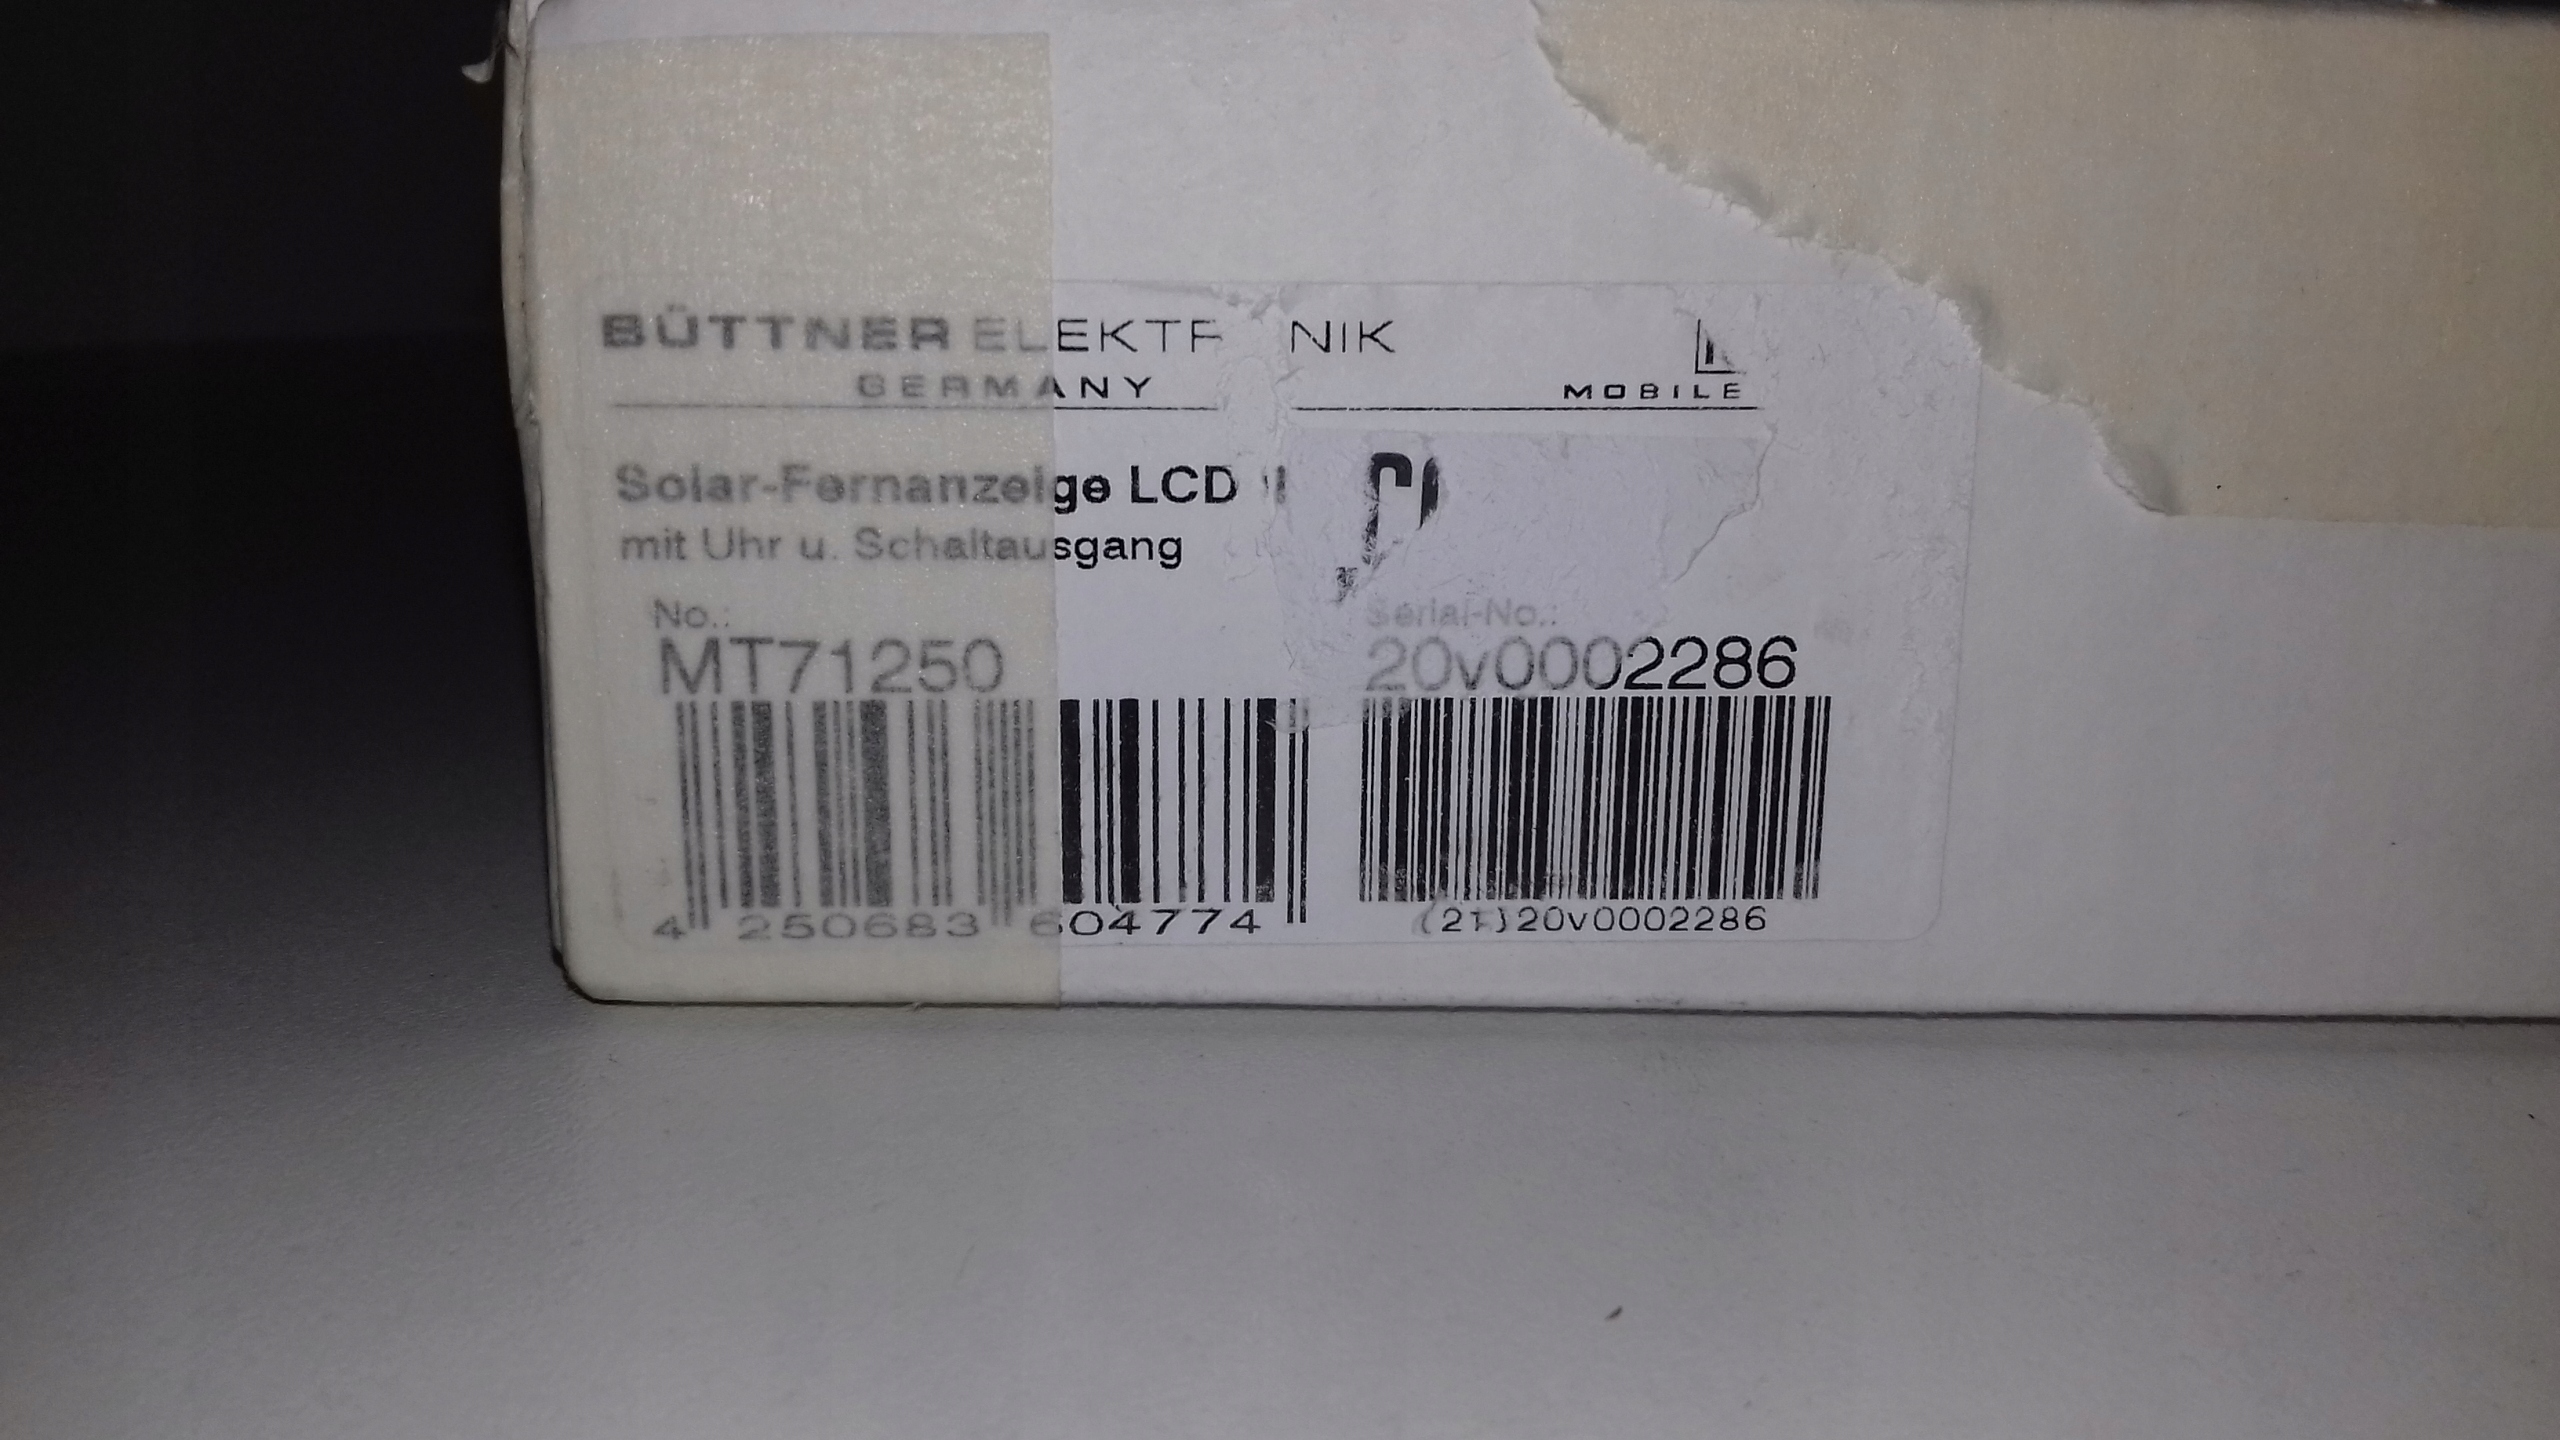 BÜTTNER ELEKTR NIK
GERMANY
MOBILE
Solar-Fernanzeige LCD
mit Uhr u. Schaltausgang
No.: Serial-No.:
MT71250 20v0002286
4 250683 604774 (21)20v0002286